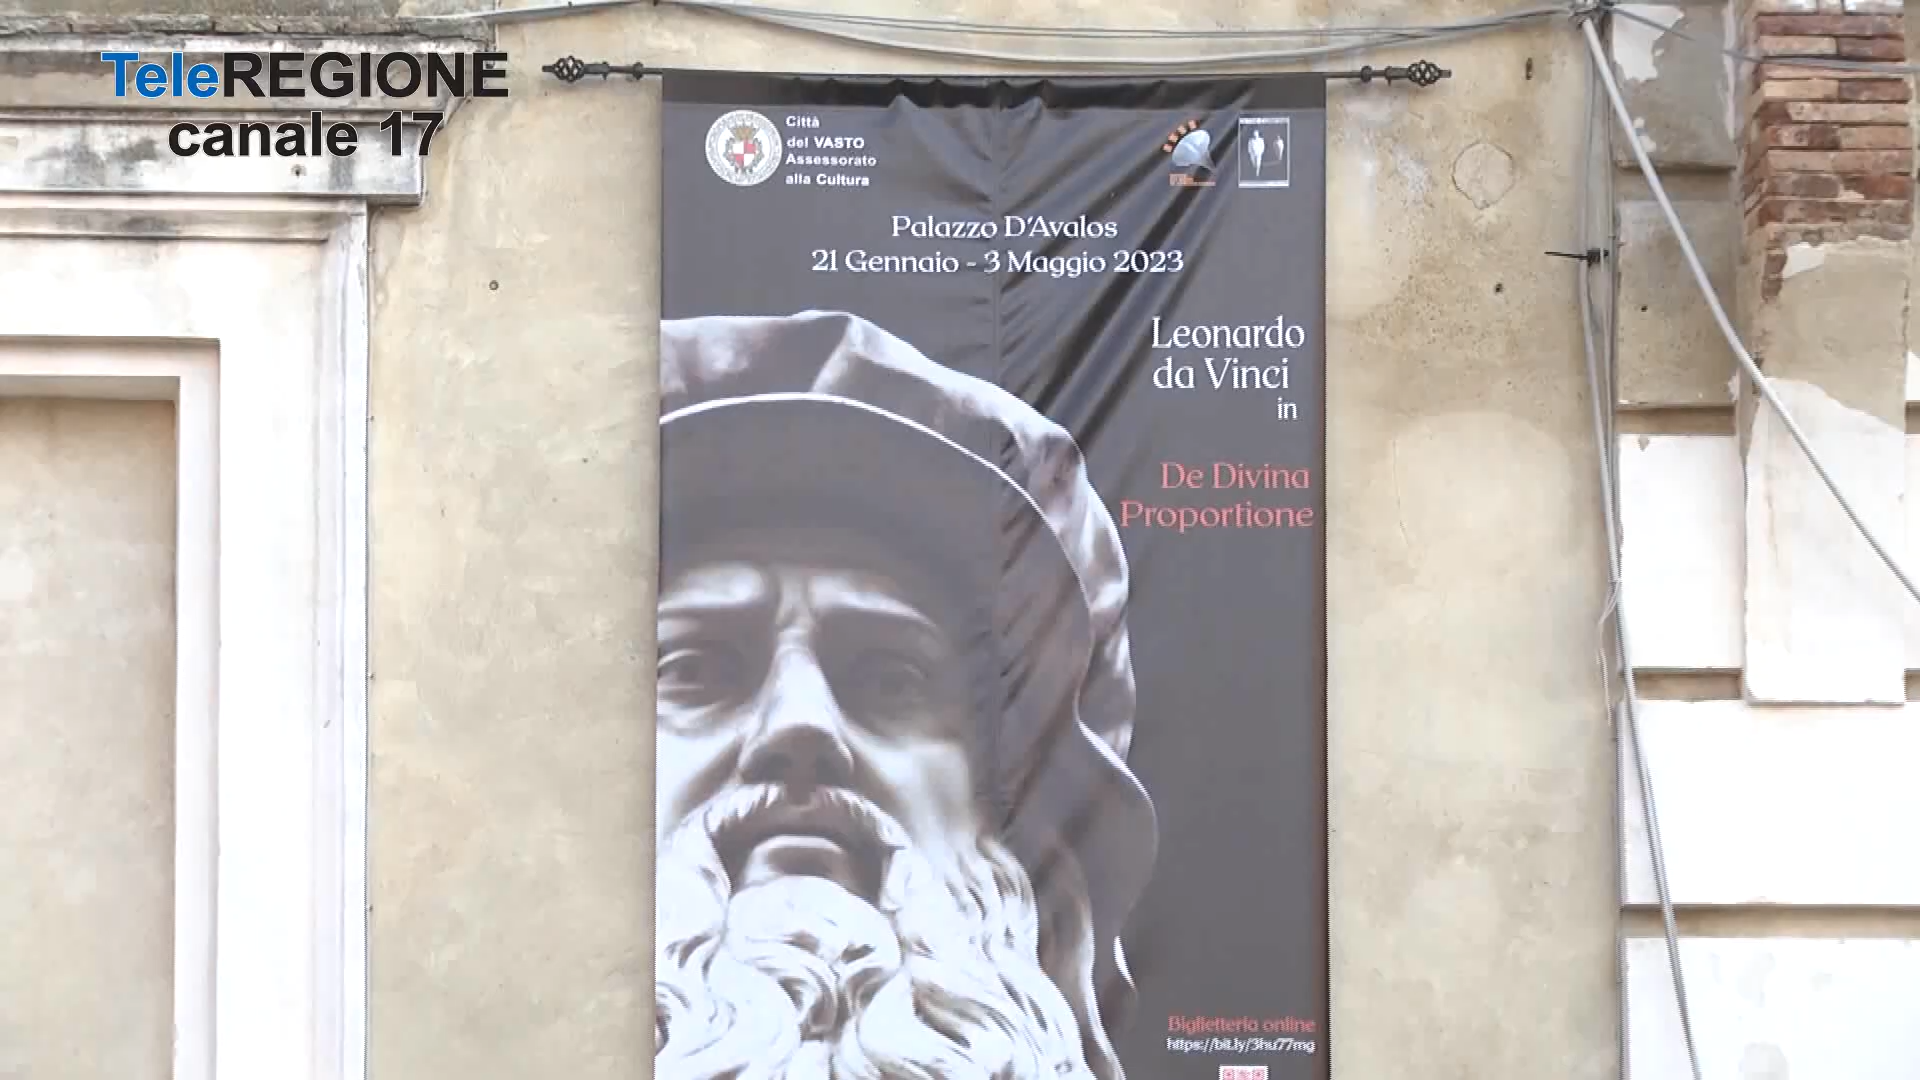 TeleREGIONE
canale 17
Città
del VASTO
Assessorato
alla Cultura
Palazzo D'Avalos
21 Gennaio - 3 Maggio 2023
Leonardo
da Vinci
in
De Divina
Proportione
Biglietteria online
https://bit.ly/3hu77mg